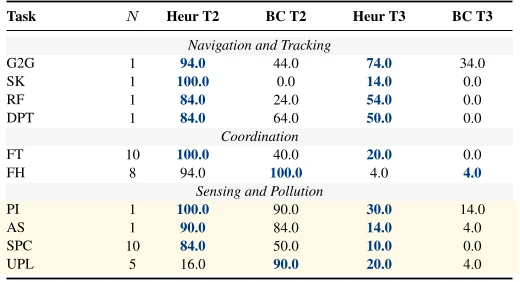 Task N Heur T2 BC T2 Heur T3 BC T3
Navigation and Tracking
G2G 1 94.0 44.0 74.0 34.0
SK 1 100.0 0.0 14.0 0.0
RF 1 84.0 24.0 54.0 0.0
DPT 1 84.0 64.0 50.0 0.0
Coordination
FT 10 100.0 40.0 20.0 0.0
FH 8 94.0 100.0 4.0 4.0
Sensing and Pollution
PI 1 100.0 90.0 30.0 14.0
AS 1 90.0 84.0 14.0 4.0
SPC 10 84.0 50.0 10.0 0.0
UPL 5 16.0 90.0 20.0 4.0